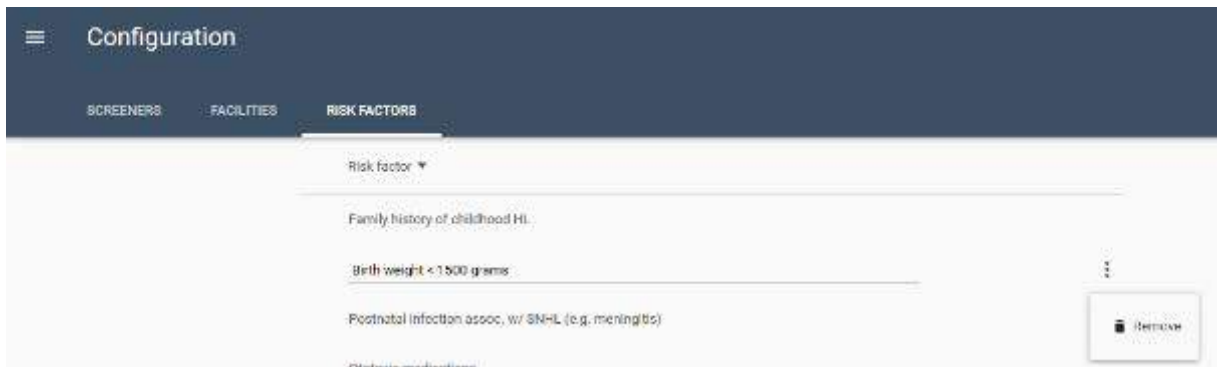 Configuration
SCREENERS FACILITIES RISK FACTORS
Risk factor
Family history of childhood HL
Birth weight < 1500 grams
Postnatal infection assoc. w/ SNHL (e.g. meningitis)
Remove